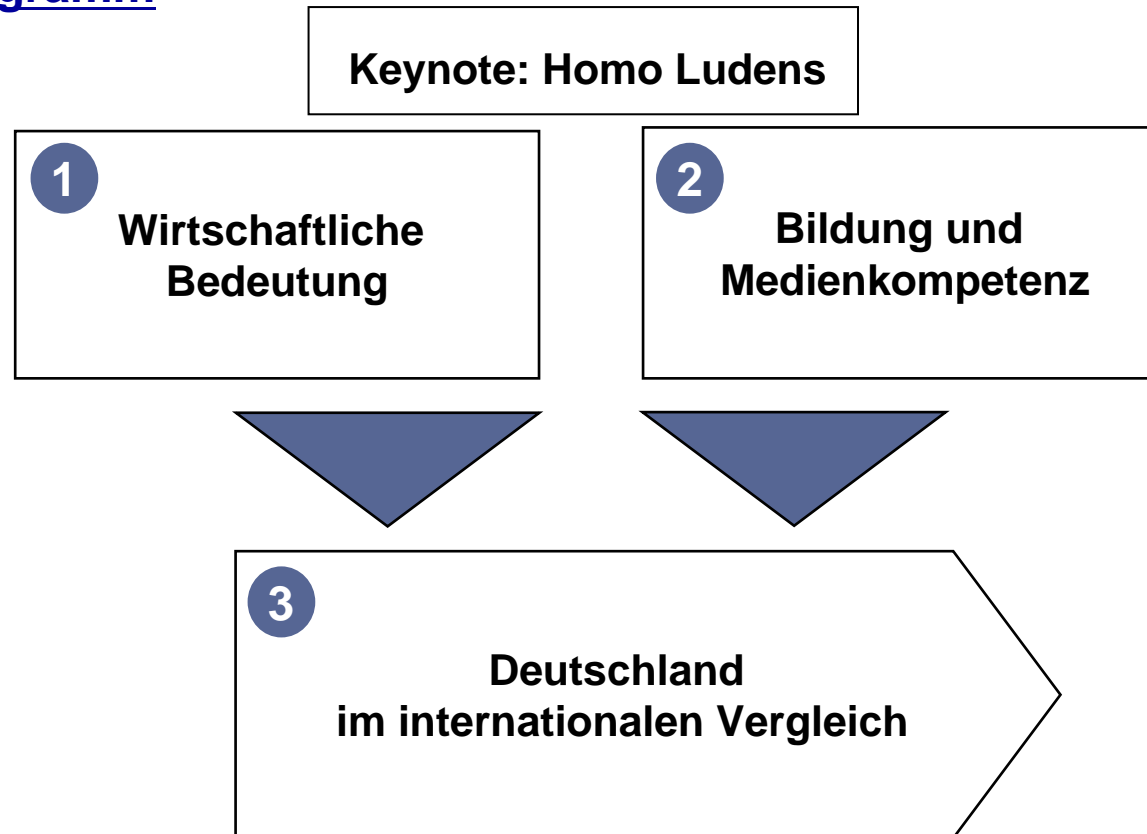 Keynote: Homo Ludens
1
Wirtschaftliche
Bedeutung
2
Bildung und
Medienkompetenz
3
Deutschland
im internationalen Vergleich